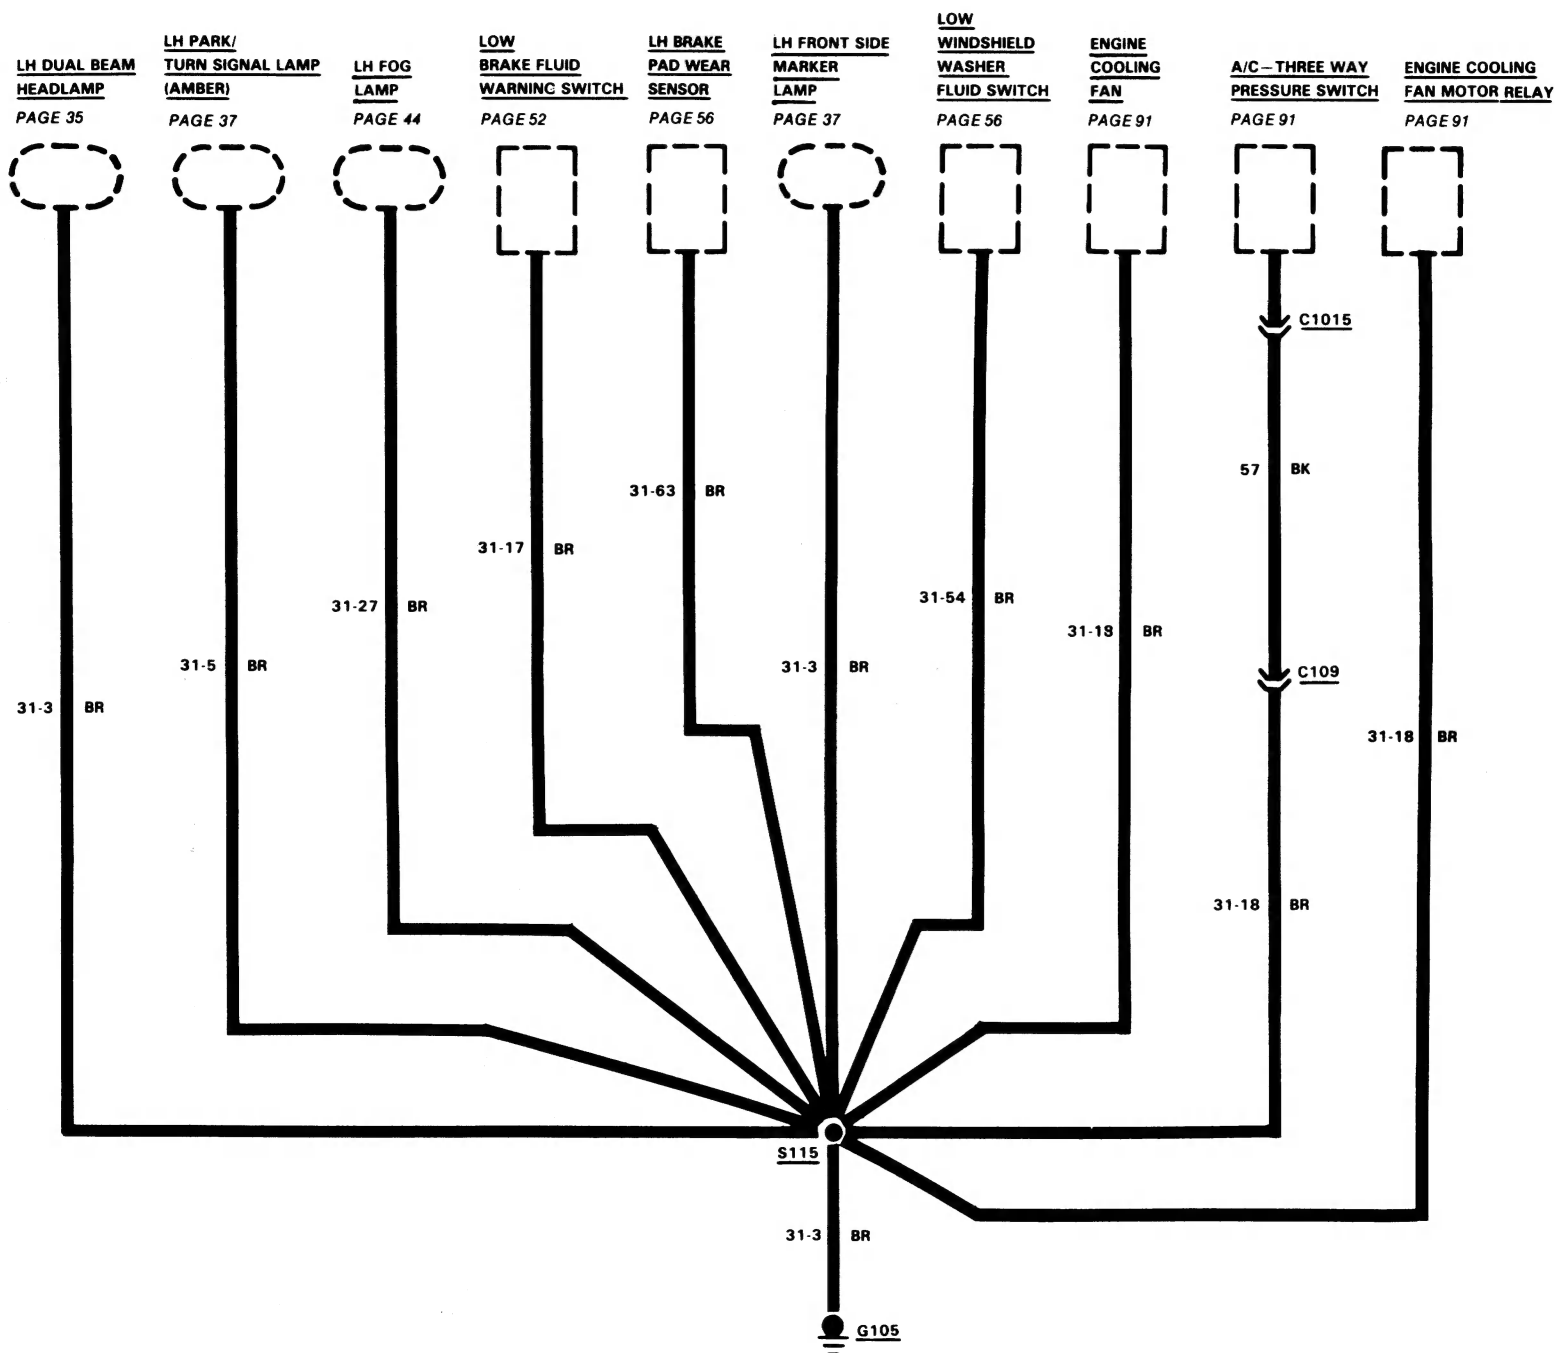 LH DUAL BEAM
HEADLAMP
PAGE 35
LH PARK/
TURN SIGNAL LAMP
(AMBER)
PAGE 37
LH FOG
LAMP
PAGE 44
LOW
BRAKE FLUID
WARNING SWITCH
PAGE 52
LH BRAKE
PAD WEAR
SENSOR
PAGE 56
LH FRONT SIDE
MARKER
LAMP
PAGE 37
LOW
WINDSHIELD
WASHER
FLUID SWITCH
PAGE 56
ENGINE
COOLING
FAN
PAGE 91
A/C-THREE WAY
PRESSURE SWITCH
PAGE 91
ENGINE COOLING
FAN MOTOR RELAY
PAGE 91
C1015
57 BK
31-63 BR
31-17 BR
31-54 BR
31-27 BR
31-18 BR
31-5 BR
31-3 BR
C109
31-3 BR
31-18 BR
31-18 BR
S115
31-3 BR
G105